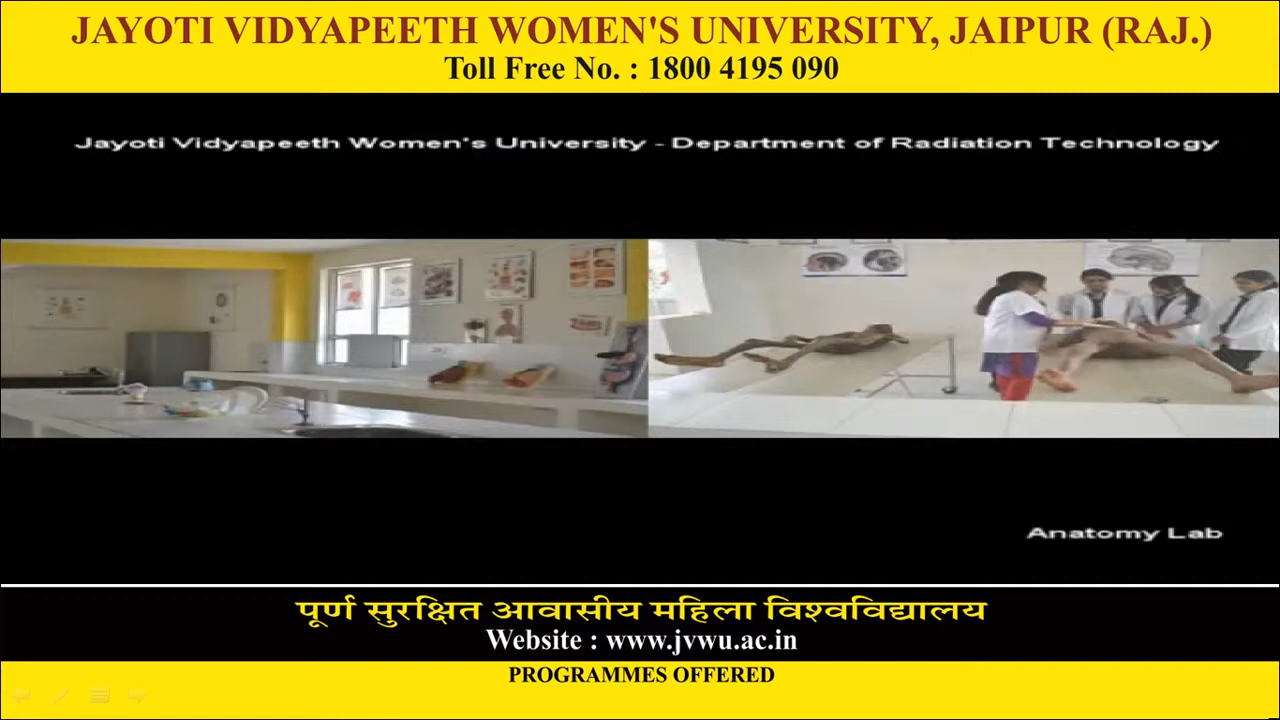 JAYOTI VIDYAPEETH WOMEN'S UNIVERSITY, JAIPUR (RAJ.)
Toll Free No. : 1800 4195 090
Jayoti Vidyapeeth Women's University - Department of Radiation Technology
Anatomy Lab
पूर्ण सुरक्षित आवासीय महिला विश्वविद्यालय
Website : www.jvwu.ac.in
PROGRAMMES OFFERED